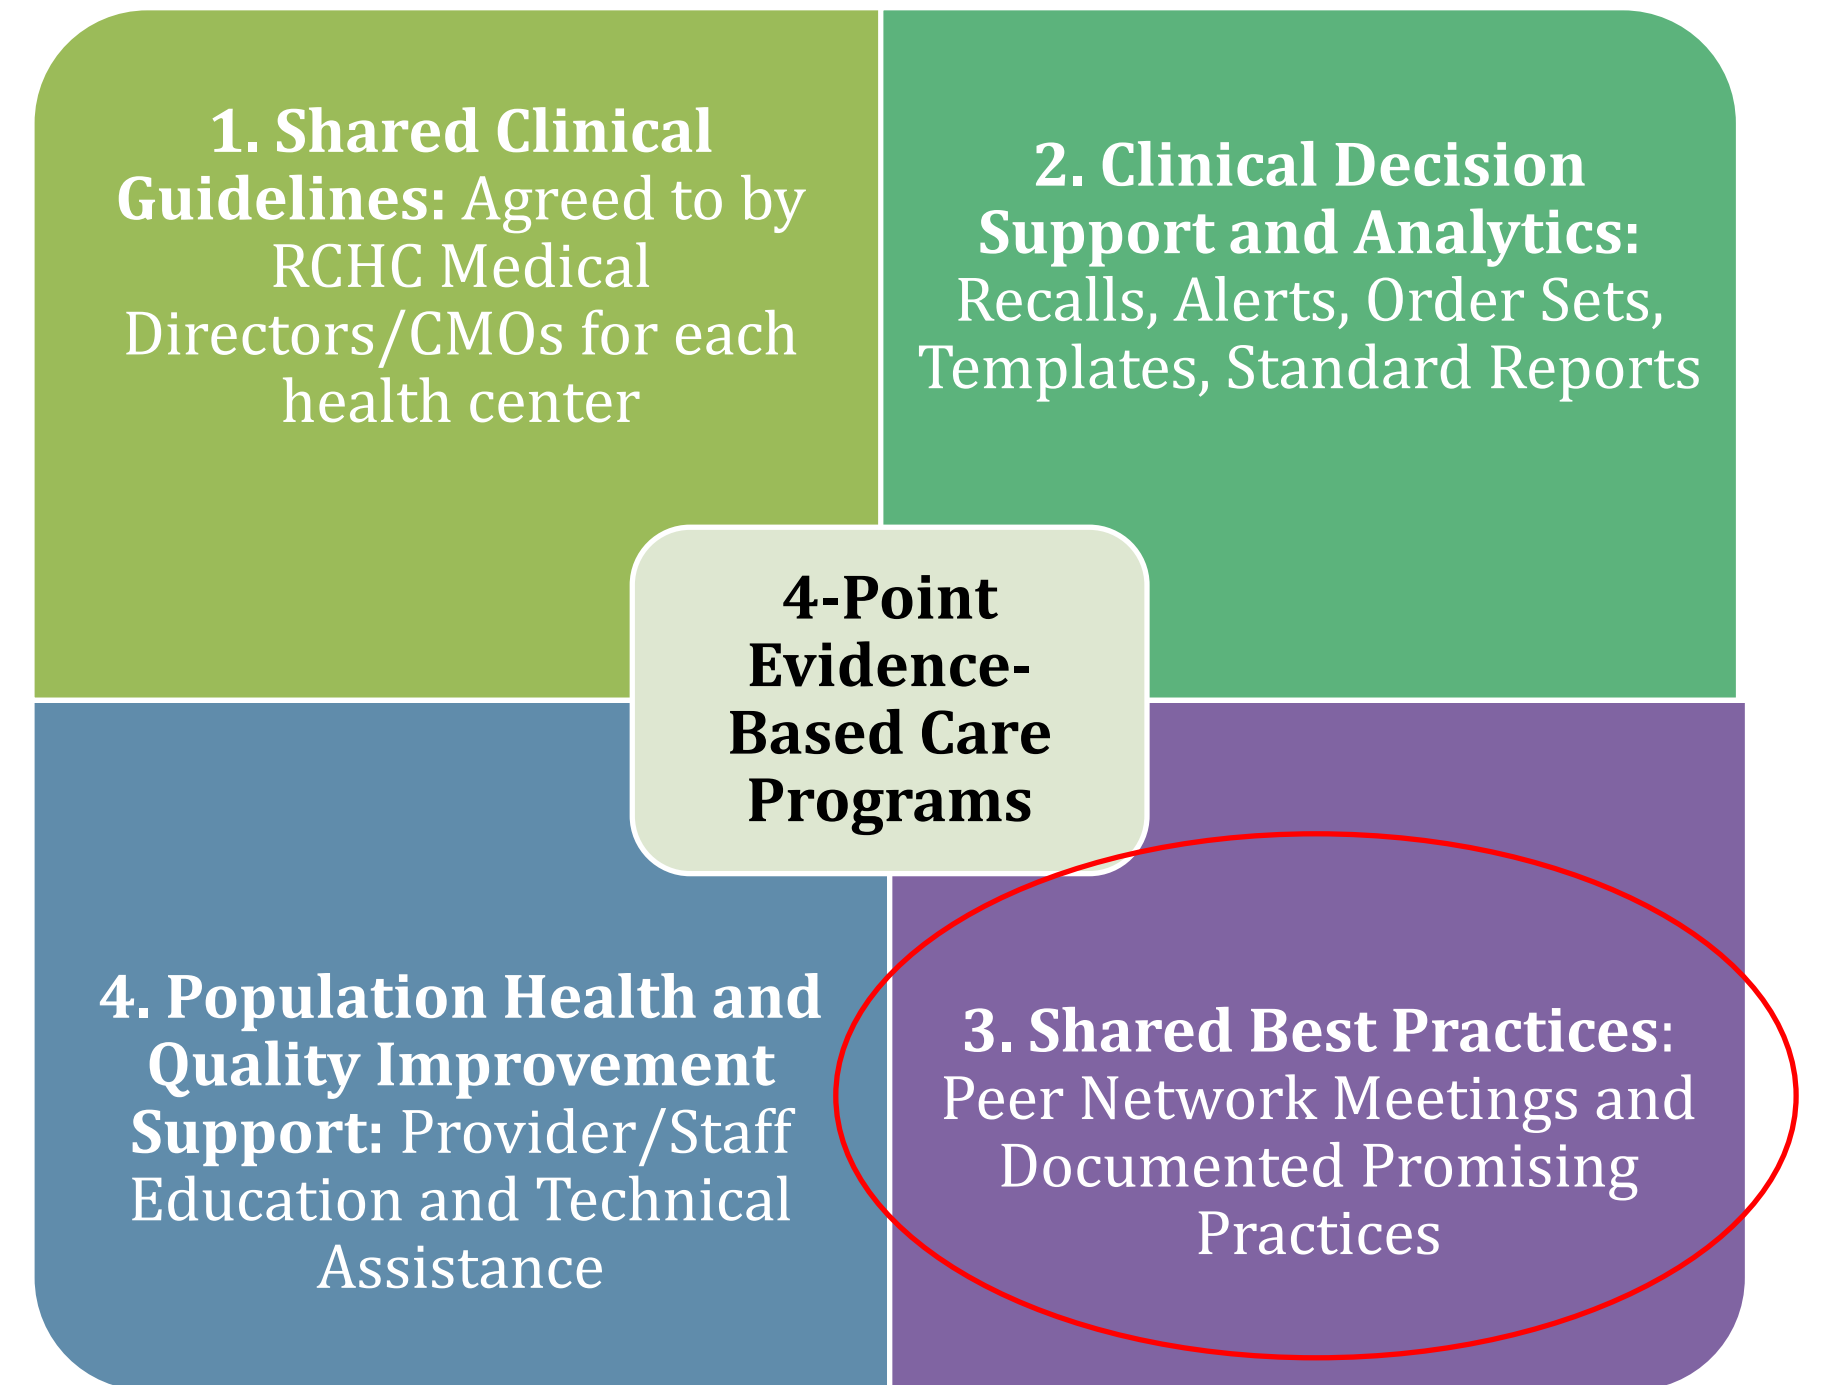 1. Shared Clinical
Guidelines: Agreed to by
RCHC Medical
Directors/CMOs for each
health center
2. Clinical Decision
Support and Analytics:
Recalls, Alerts, Order Sets,
Templates, Standard Reports
4-Point
Evidence-
Based Care
Programs
3. Shared Best Practices:
Peer Network Meetings and
Documented Promising
Practices
4. Population Health and
Quality Improvement
Support: Provider/Staff
Education and Technical
Assistance